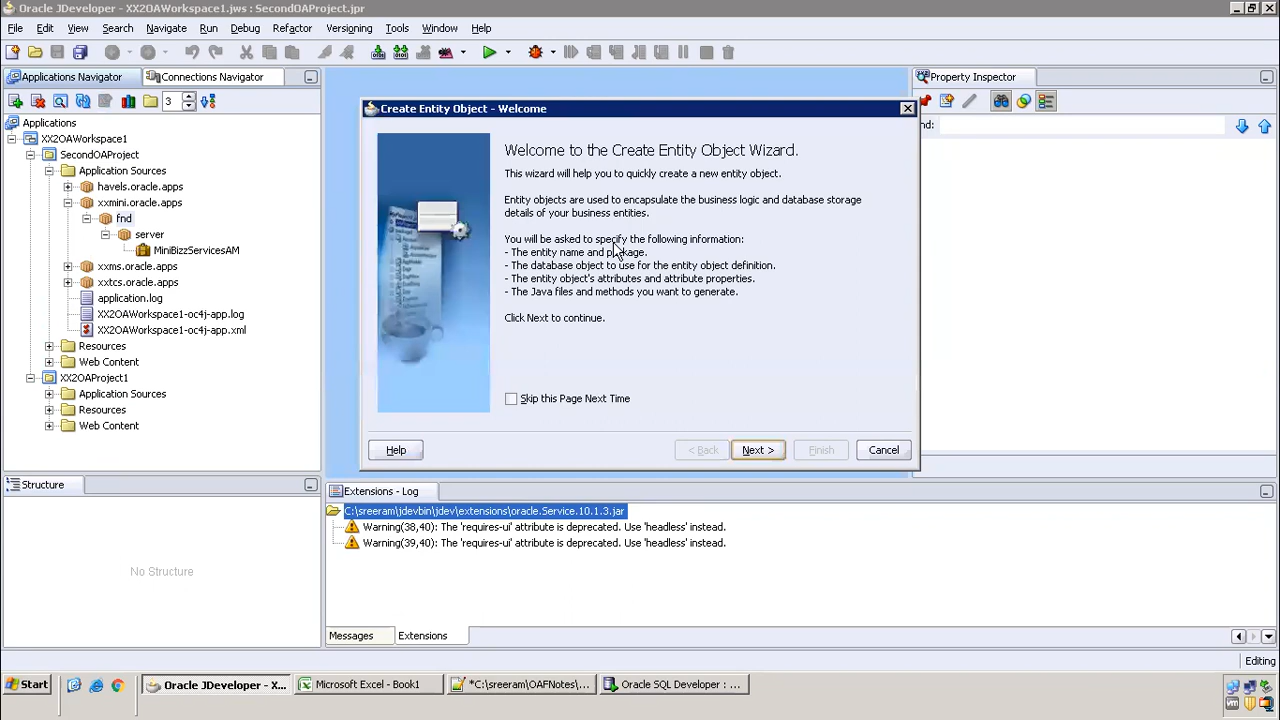 Oracle JDeveloper - XX2OAWorkspace1.jws : SecondOAProject.jpr
File Edit View Search Navigate Run Debug Refactor Versioning Tools Window Help
Applications Navigator
Connections Navigator
3
Applications
XX2OAWorkspace1
SecondOAProject
Application Sources
havels.oracle.apps
xxmini.oracle.apps
fnd
server
MiniBizzServicesAM
xxms.oracle.apps
xxtcs.oracle.apps
application.log
XX2OAWorkspace1-oc4j-app.log
XX2OAWorkspace1-oc4j-app.xml
Resources
Web Content
XX2OAProject1
Application Sources
Resources
Web Content
Structure
No Structure
Create Entity Object - Welcome
Welcome to the Create Entity Object Wizard.
This wizard will help you to quickly create a new entity object.
Entity objects are used to encapsulate the business logic and database storage
details of your business entities.
You will be asked to specify the following information:
- The entity name and package.
- The database object to use for the entity object definition.
- The entity object's attributes and attribute properties.
- The Java files and methods you want to generate.
Click Next to continue.
Skip this Page Next Time
Help
< Back
Next >
Finish
Cancel
Property Inspector
nd:
Extensions - Log
C:\sreeram\jdevbin\jdev\extensions\oracle.Service.10.1.3.jar
Warning(38,40): The 'requires-ui' attribute is deprecated. Use 'headless' instead.
Warning(39,40): The 'requires-ui' attribute is deprecated. Use 'headless' instead.
Messages
Extensions
Editing
Start
Oracle JDeveloper - X...
Microsoft Excel - Book1
*C:\sreeram\OAFNotes\...
Oracle SQL Developer : ...